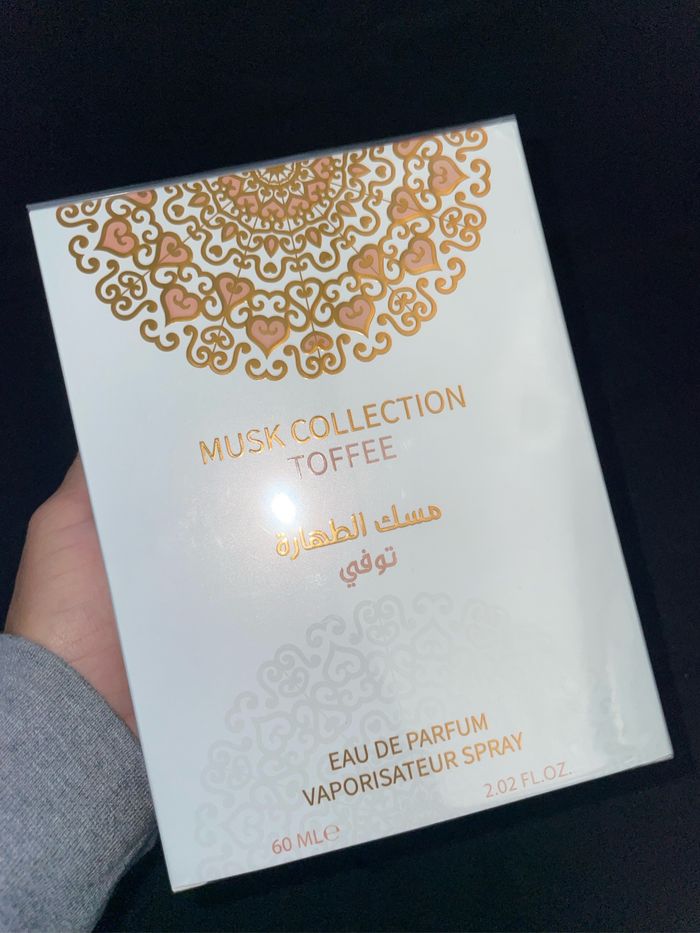 MUSK COLLECTION
TOFFEE
مسك الطهارة
توفي
EAU DE PARFUM
VAPORISATEUR SPRAY
60 ML℮
2.02 FL.OZ.